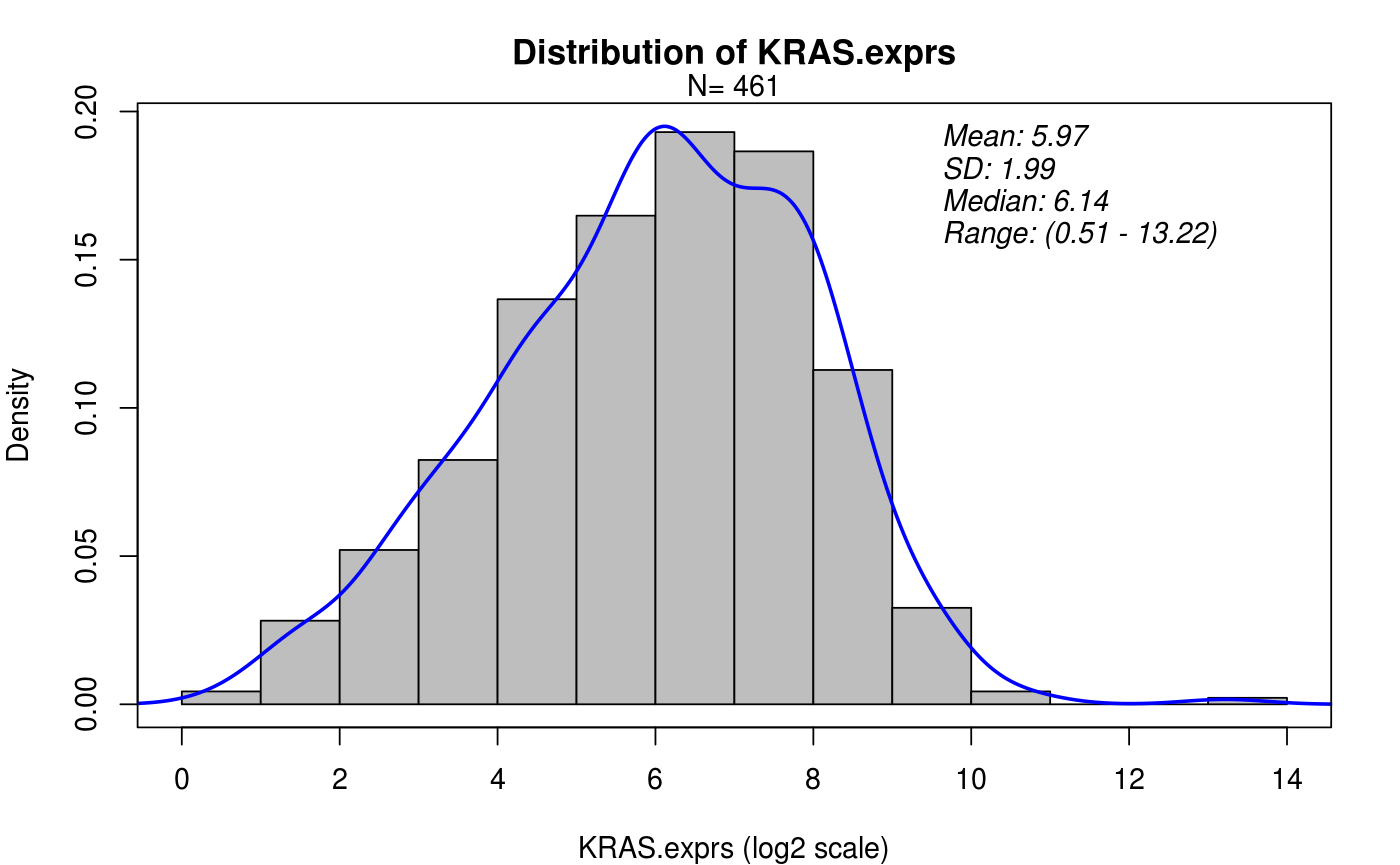 Distribution of KRAS.exprs
N= 461
Mean: 5.97
SD: 1.99
Median: 6.14
Range: (0.51 - 13.22)
Density
0.20
0.15
0.10
0.05
0.00
0 2 4 6 8 10 12 14
KRAS.exprs (log2 scale)